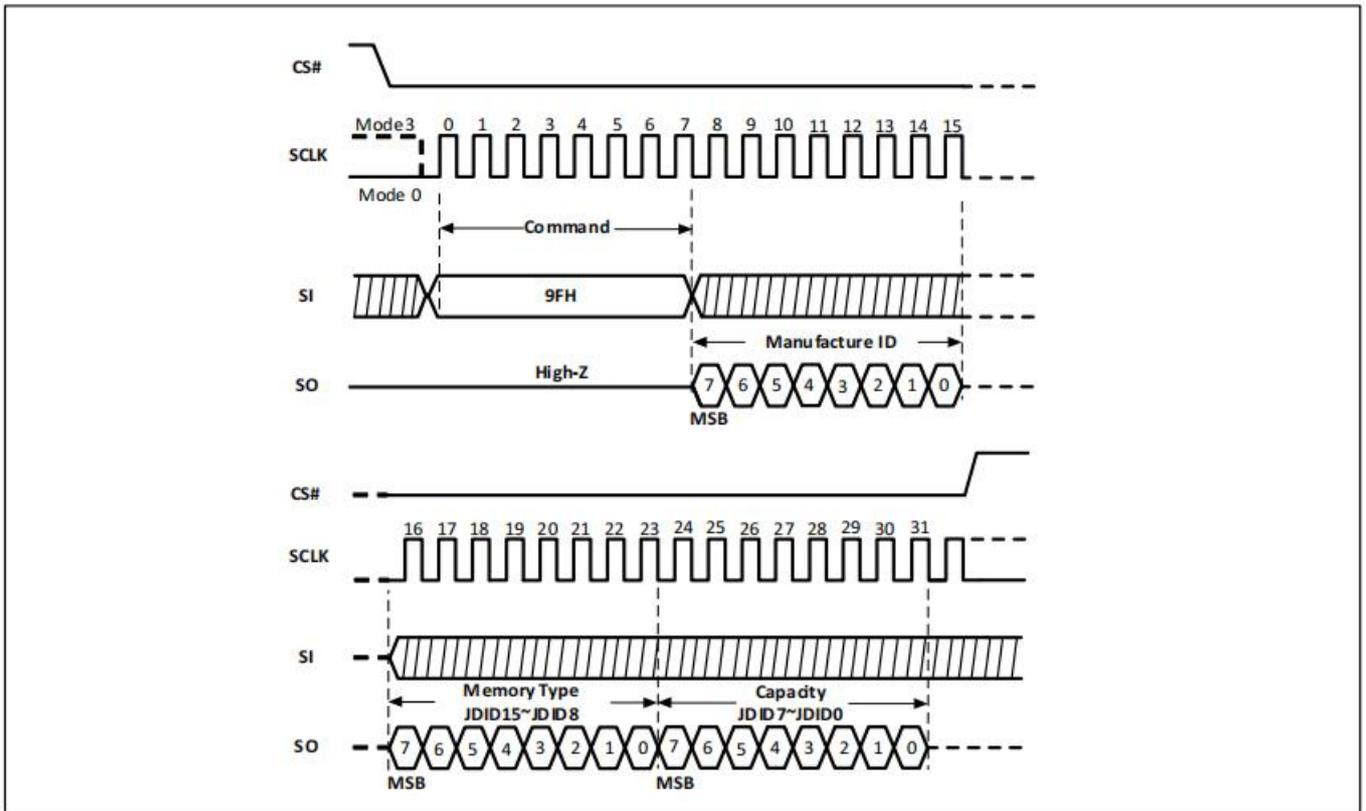 CS#
Mode3 0 1 2 3 4 5 6 7 8 9 10 11 12 13 14 15
SCLK
Mode 0
Command
SI 9FH
Manufacture ID
SO High-Z 7 6 5 4 3 2 1 0
MSB
CS#
16 17 18 19 20 21 22 23 24 25 26 27 28 29 30 31
SCLK
SI
Memory Type Capacity
JDID15~JDID8 JDID7~JDID0
SO 7 6 5 4 3 2 1 0 7 6 5 4 3 2 1 0
MSB MSB